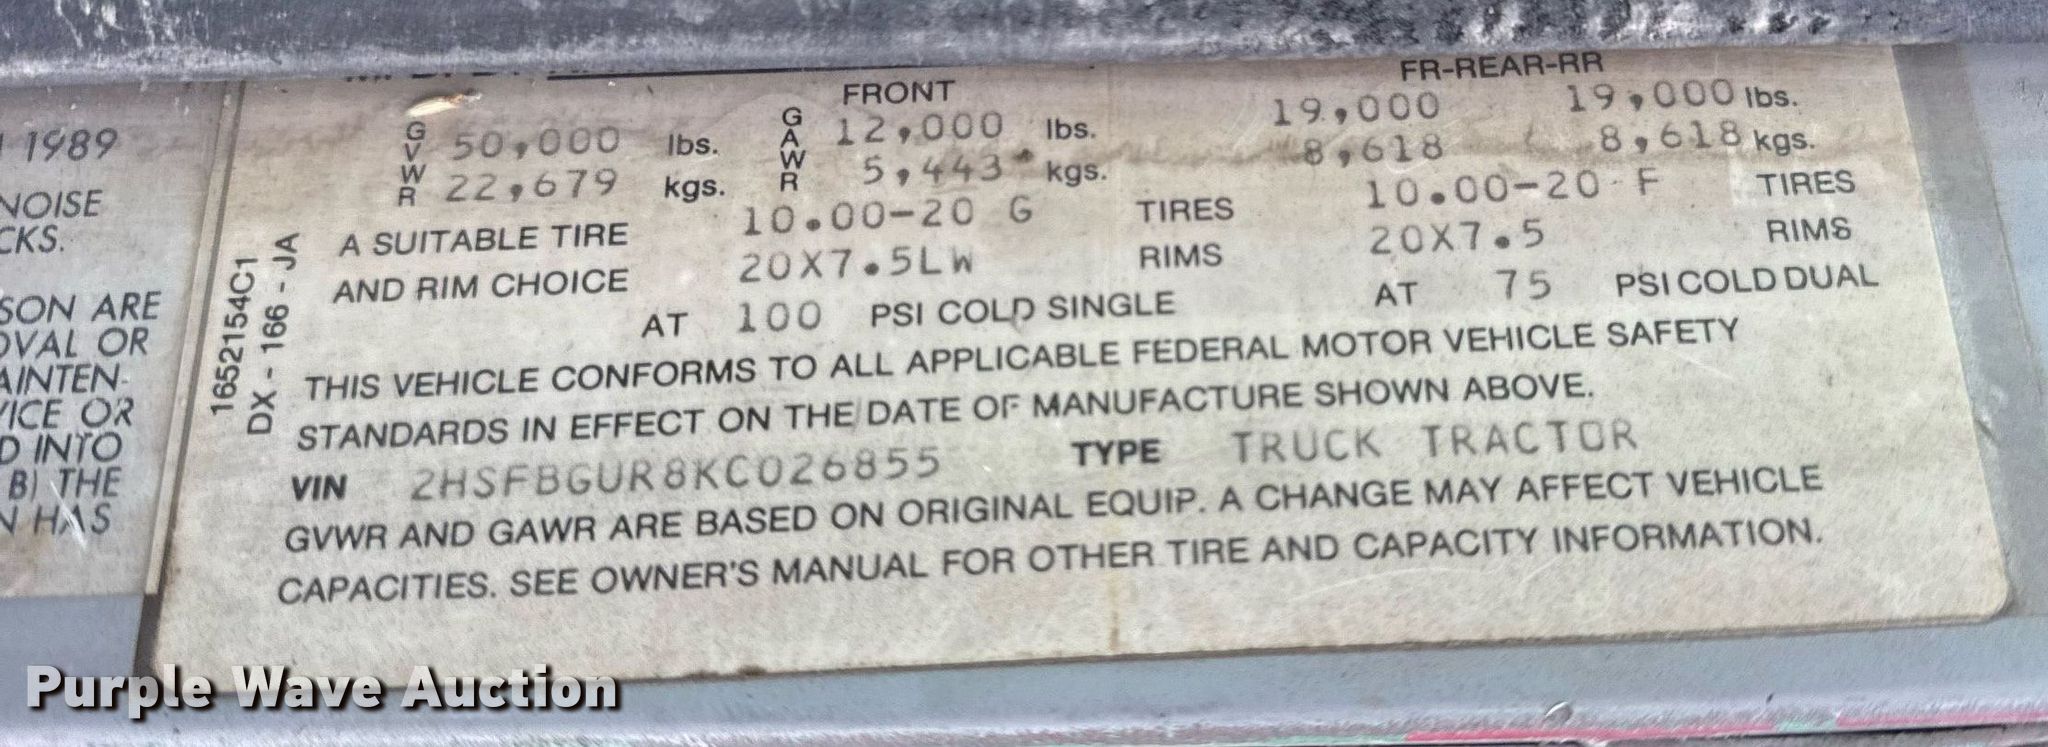 1989
NOISE
CKS.
SON ARE
OVAL OR
AINTEN-
VICE OR
D INTO
B) THE
N HAS
1652154C1
DX - 166 - JA
FRONT
FR-REAR-RR
GVWR 50,000 lbs. GAWR 12,000 lbs. 19,000 19,000 lbs.
22,679 kgs. 5,443 kgs. 8,618 8,618 kgs.
A SUITABLE TIRE 10.00-20 G TIRES 10.00-20 F TIRES
AND RIM CHOICE 20X7.5LW RIMS 20X7.5 RIMS
AT 100 PSI COLD SINGLE AT 75 PSI COLD DUAL
THIS VEHICLE CONFORMS TO ALL APPLICABLE FEDERAL MOTOR VEHICLE SAFETY
STANDARDS IN EFFECT ON THE DATE OF MANUFACTURE SHOWN ABOVE.
VIN 2HSFBGUR8KC026855 TYPE TRUCK TRACTOR
GVWR AND GAWR ARE BASED ON ORIGINAL EQUIP. A CHANGE MAY AFFECT VEHICLE
CAPACITIES. SEE OWNER'S MANUAL FOR OTHER TIRE AND CAPACITY INFORMATION.
Purple Wave Auction